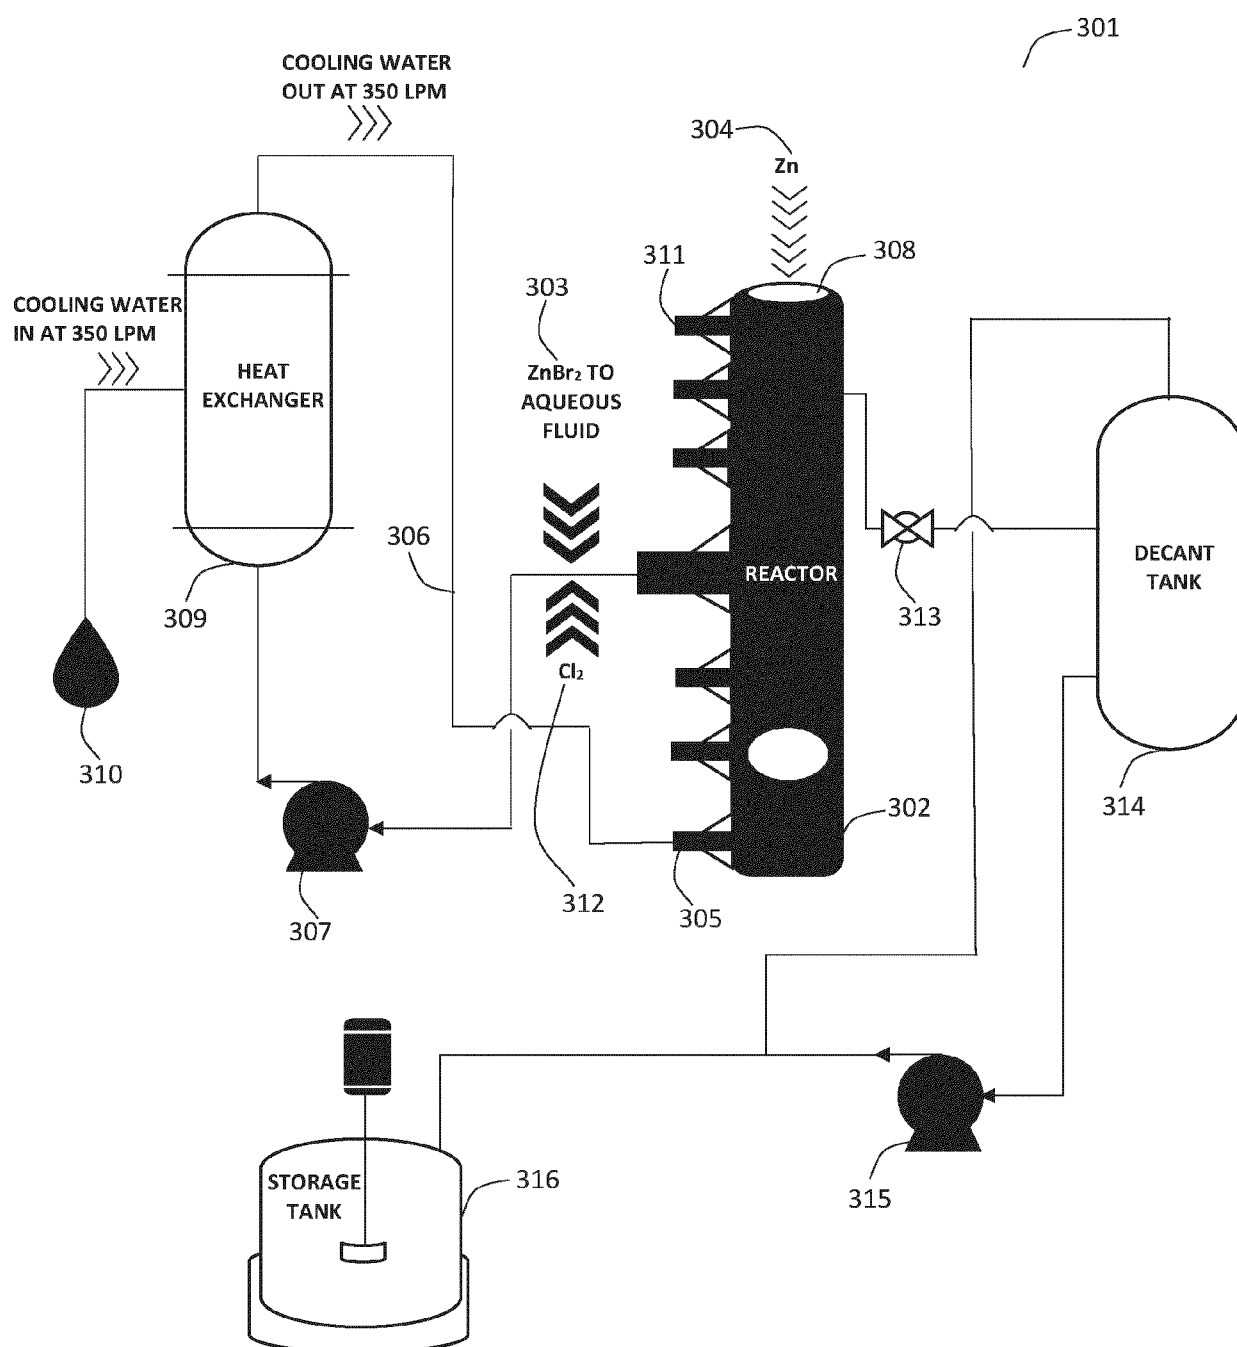 301
COOLING WATER
OUT AT 350 LPM
304
Zn
308
311
303
COOLING WATER
IN AT 350 LPM
HEAT
EXCHANGER
ZnBr₂ TO
AQUEOUS
FLUID
306
REACTOR
DECANT
TANK
309
313
Cl₂
310
314
302
312
305
307
STORAGE
TANK
316
315